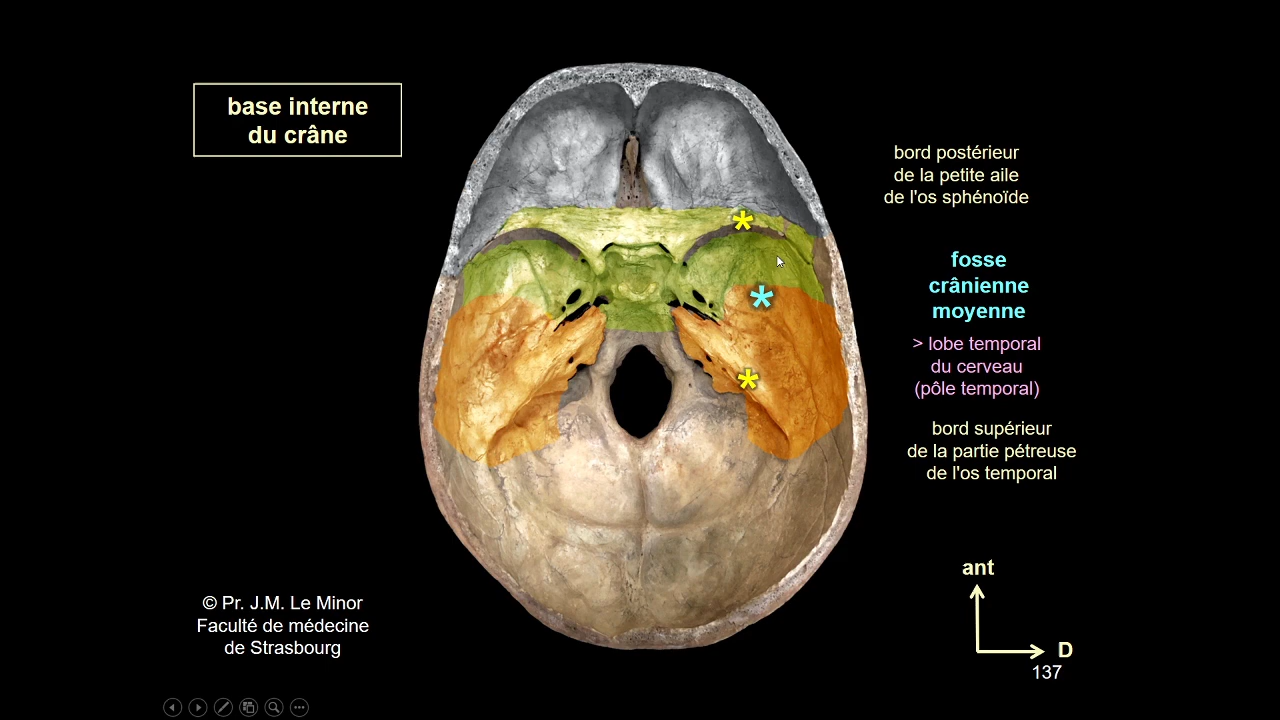 base interne
du crâne
bord postérieur
de la petite aile
de l'os sphénoïde
*
fosse
crânienne
moyenne
*
> lobe temporal
du cerveau
(pôle temporal)
*
bord supérieur
de la partie pétreuse
de l'os temporal
ant
D
137
© Pr. J.M. Le Minor
Faculté de médecine
de Strasbourg